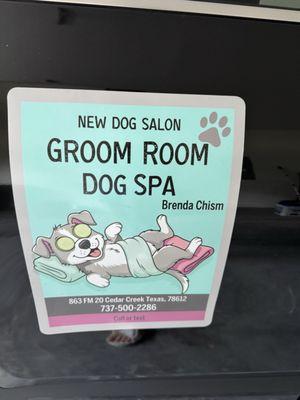 NEW DOG SALON
GROOM ROOM
DOG SPA
Brenda Chism
863 FM 20 Cedar Creek Texas, 78612
737-500-2286
Call or text